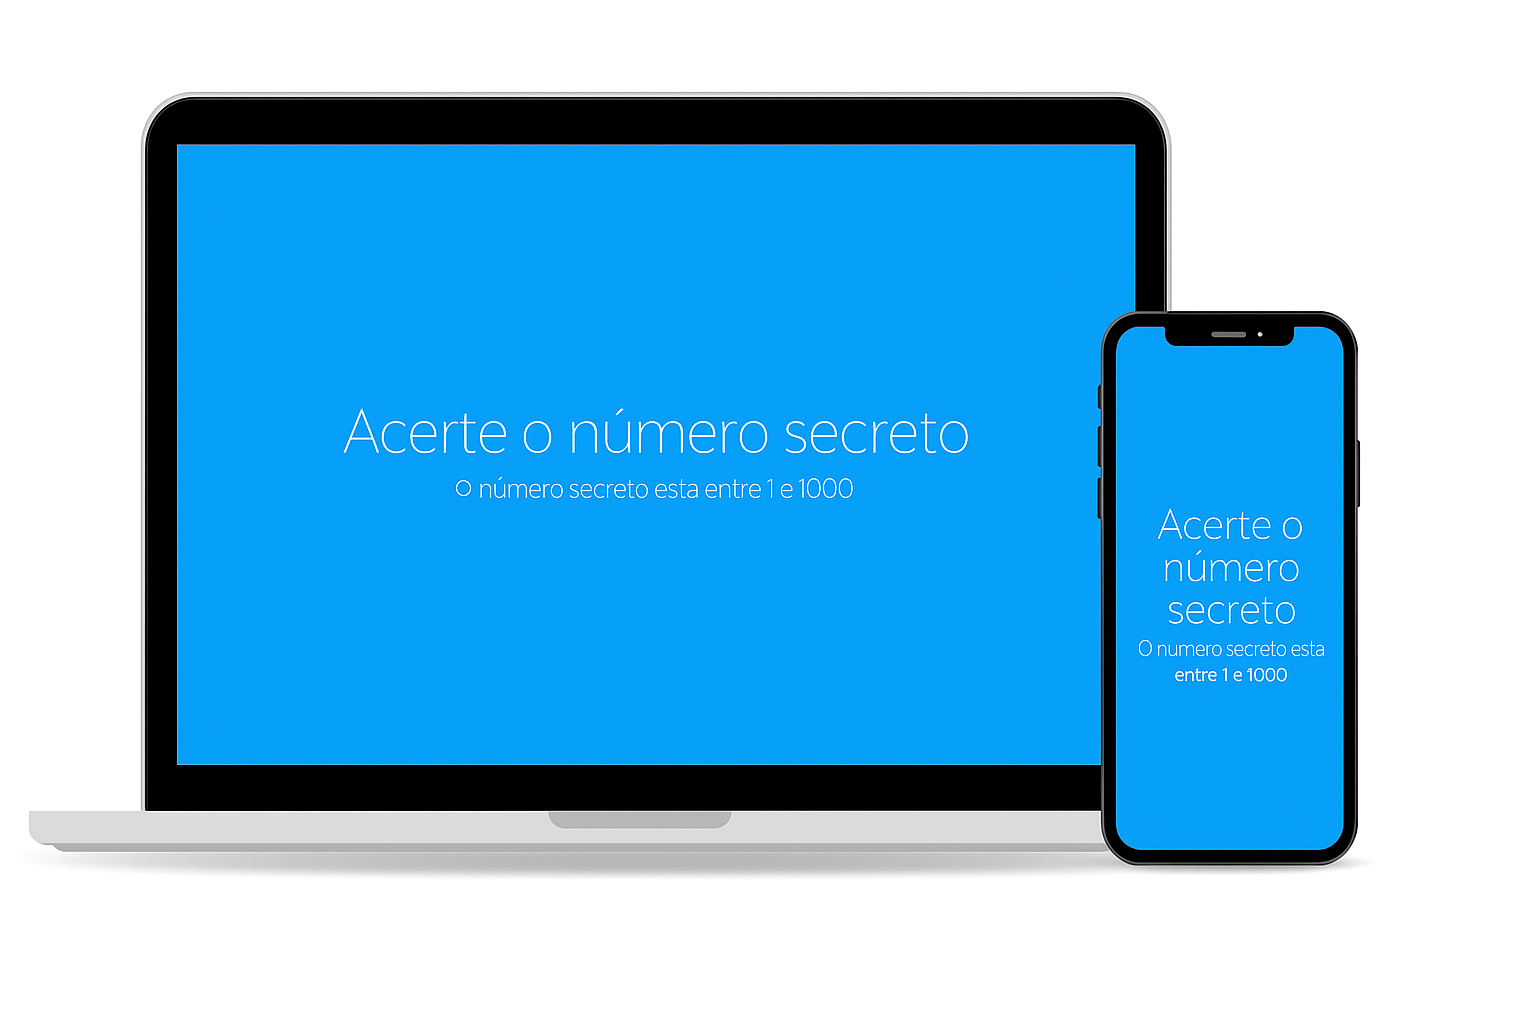 Acerte o número secreto
O número secreto esta entre 1 e 1000
Acerte o
número
secreto
O numero secreto esta
entre 1 e 1000